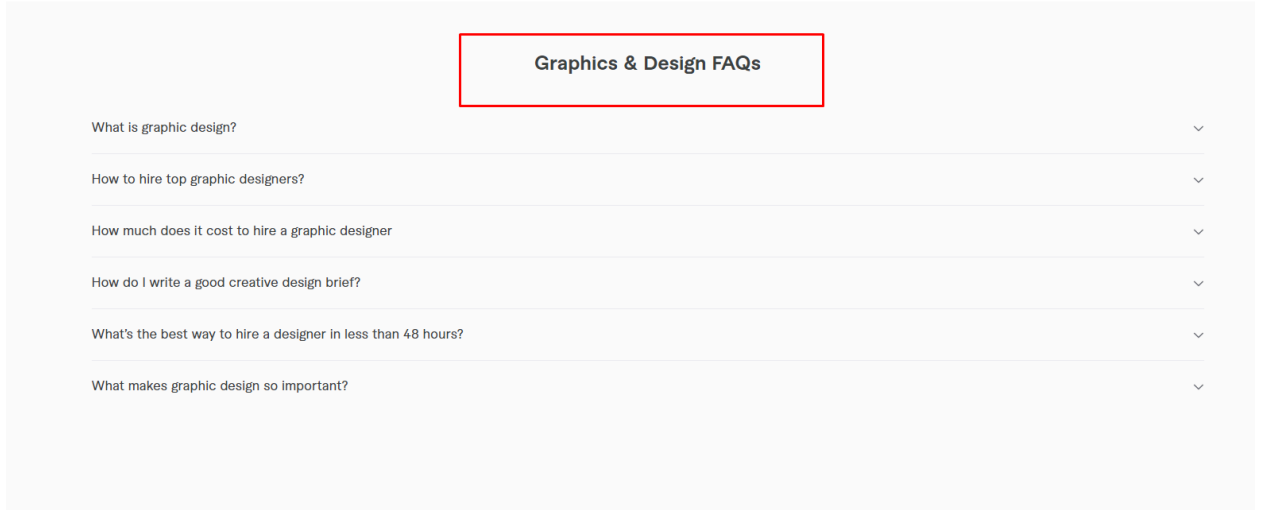 Graphics & Design FAQs
What is graphic design?
How to hire top graphic designers?
How much does it cost to hire a graphic designer
How do I write a good creative design brief?
What's the best way to hire a designer in less than 48 hours?
What makes graphic design so important?